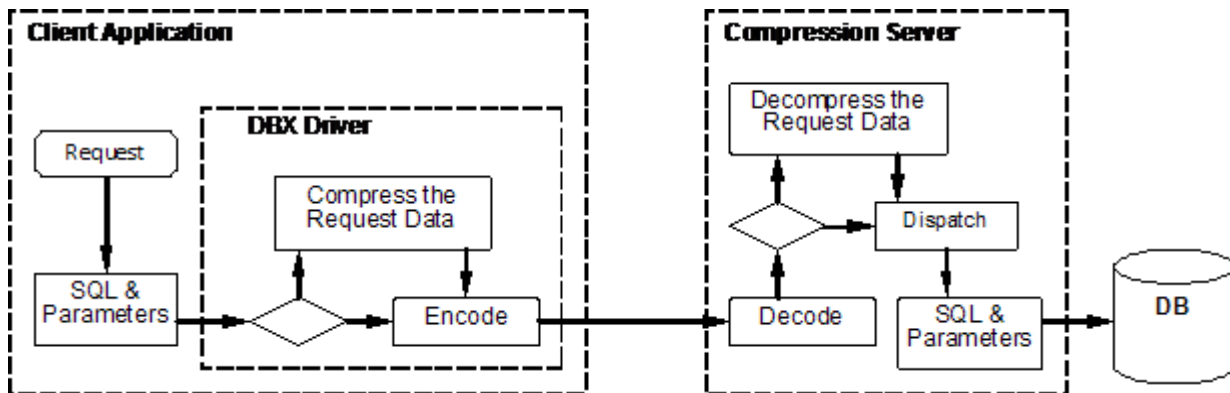 Client Application
DBX Driver
Request
Compress the
Request Data
SQL &
Parameters
Encode
Compression Server
Decompress the
Request Data
Dispatch
Decode
SQL &
Parameters
DB